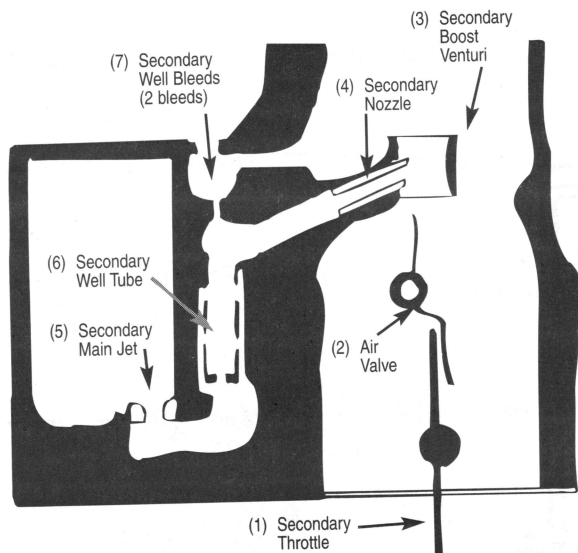 (3) Secondary
Boost
Venturi
(7) Secondary
Well Bleeds
(2 bleeds)
(4) Secondary
Nozzle
(6) Secondary
Well Tube
(5) Secondary
Main Jet
(2) Air
Valve
(1) Secondary
Throttle